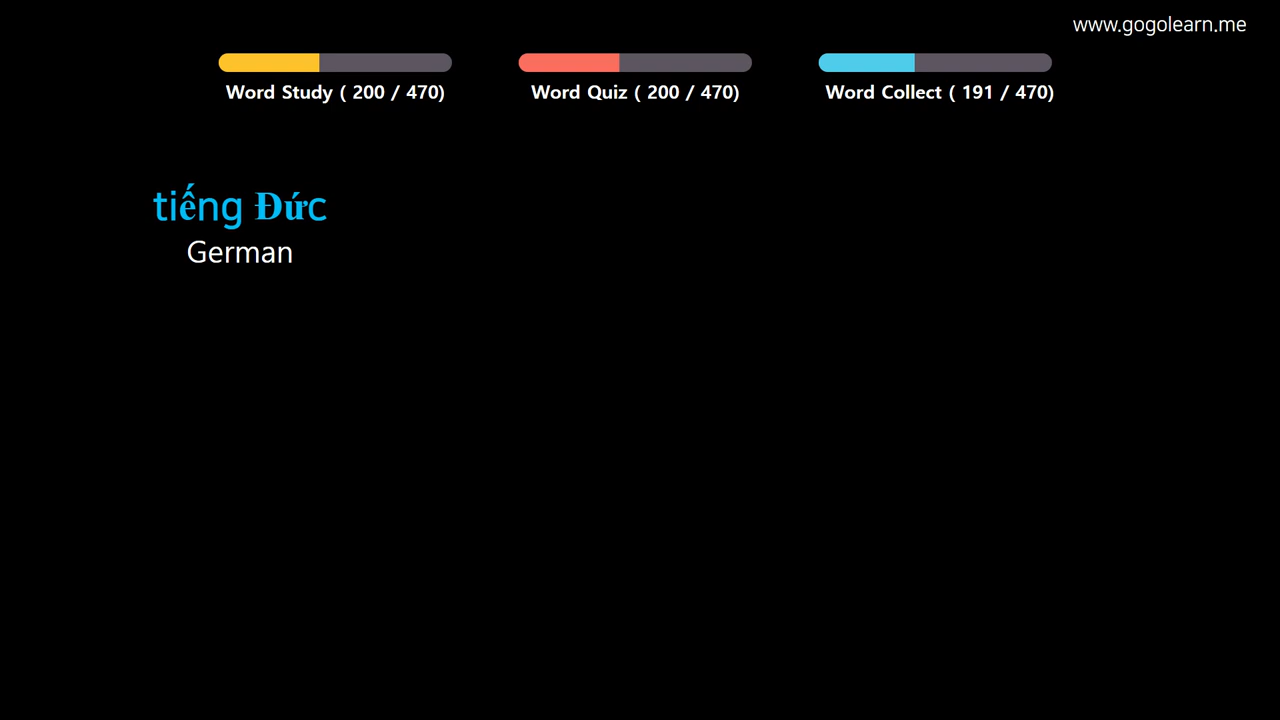 www.gogolearn.me
Word Study ( 200 / 470)
Word Quiz ( 200 / 470)
Word Collect ( 191 / 470)
tiếng Đức
German